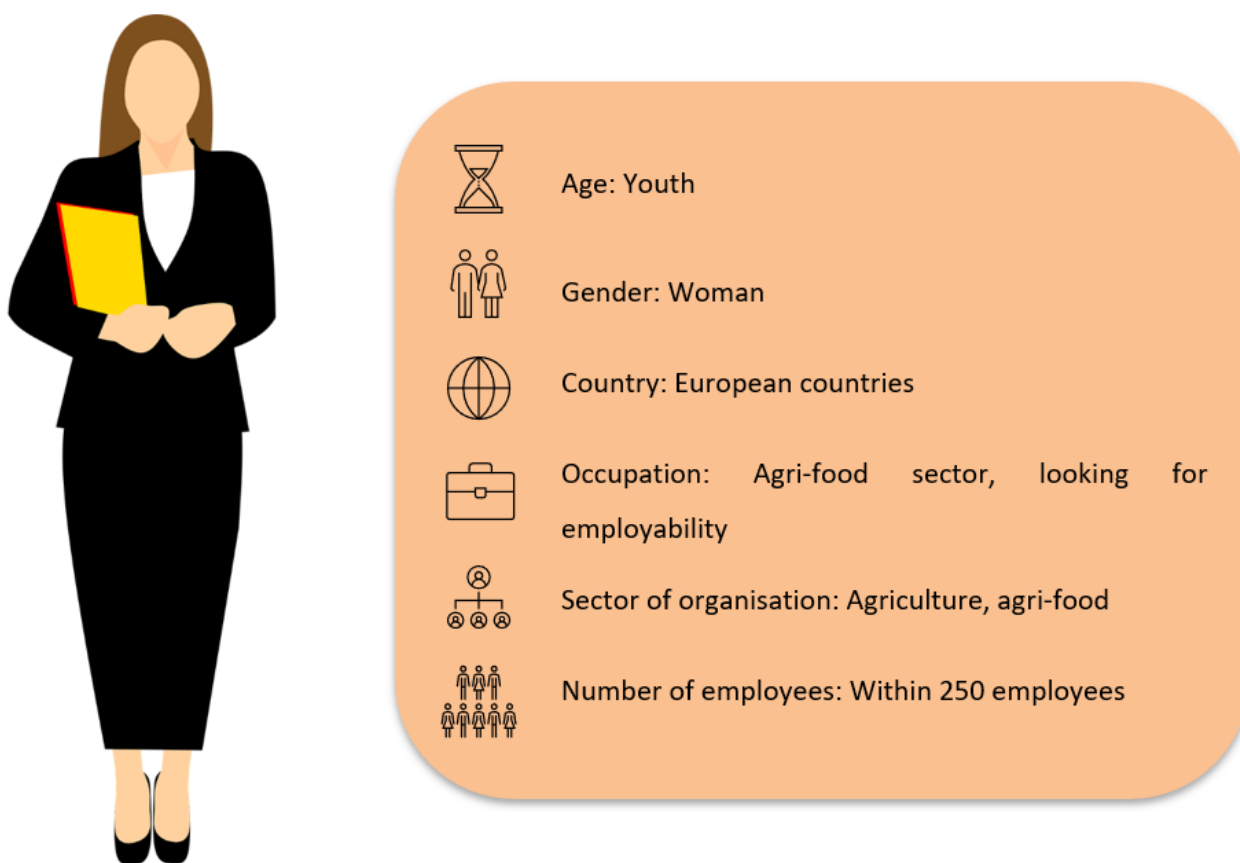 Age: Youth
Gender: Woman
Country: European countries
Occupation: Agri-food sector, looking for
employability
Sector of organisation: Agriculture, agri-food
Number of employees: Within 250 employees